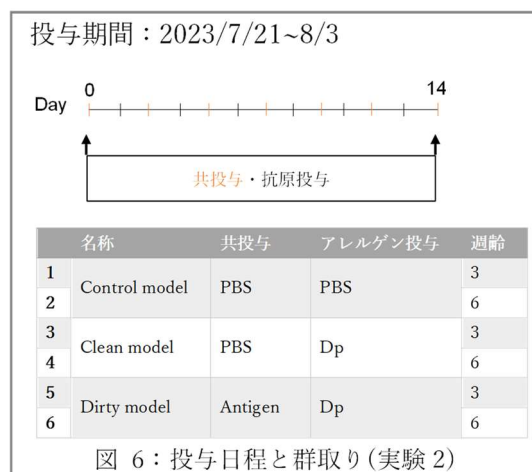 投与期間：2023/7/21~8/3
0 14
Day
共投与・抗原投与
名称 共投与 アレルゲン投与 週齢
1 3
Control model PBS PBS
2 6
3 3
Clean model PBS Dp
4 6
5 3
Dirty model Antigen Dp
6 6
図 6：投与日程と群取り(実験 2)